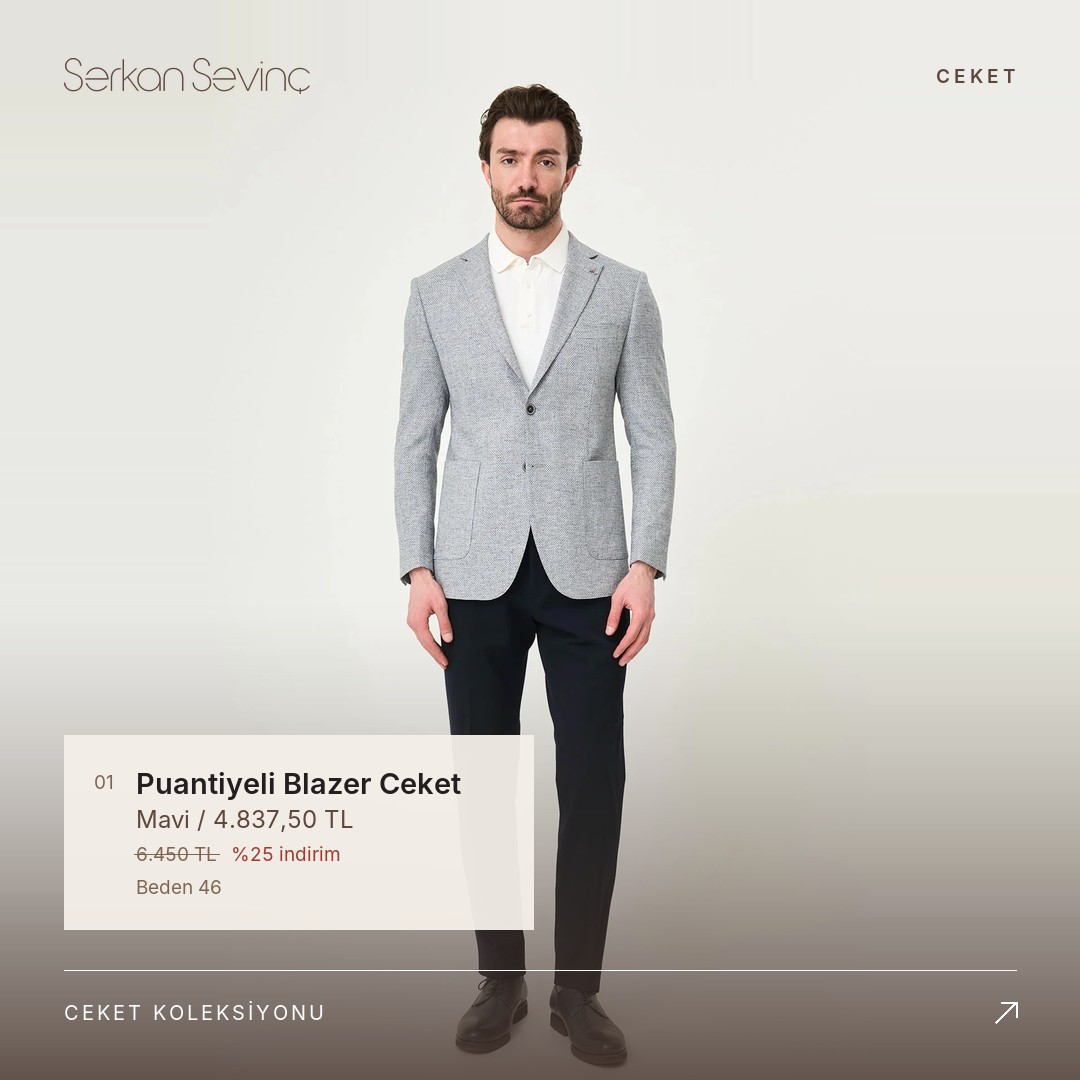 Serkan Sevinç
CEKET
01 Puantiyeli Blazer Ceket
Mavi / 4.837,50 TL
6.450 TL %25 indirim
Beden 46
CEKET KOLEKSİYONU